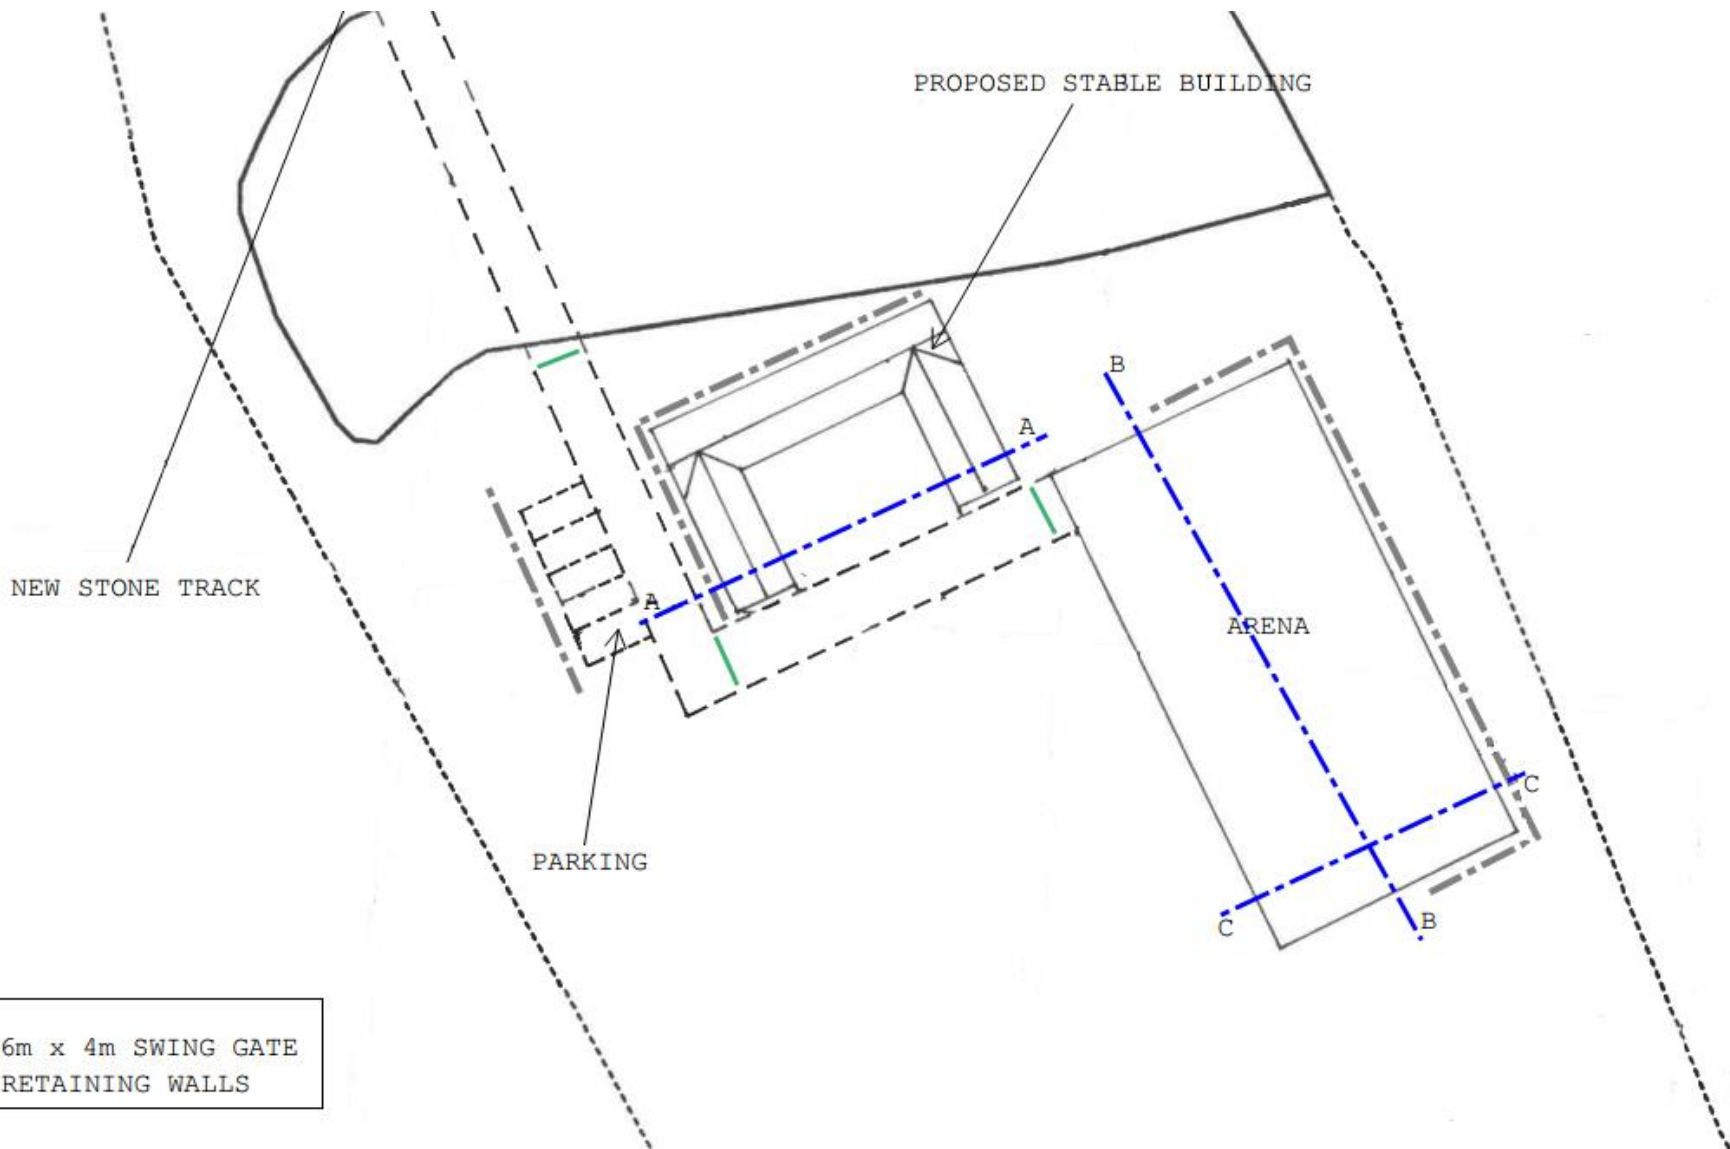 PROPOSED STABLE BUILDING
B
A
A
NEW STONE TRACK
ARENA
C
PARKING
C
B
6m x 4m SWING GATE
RETAINING WALLS